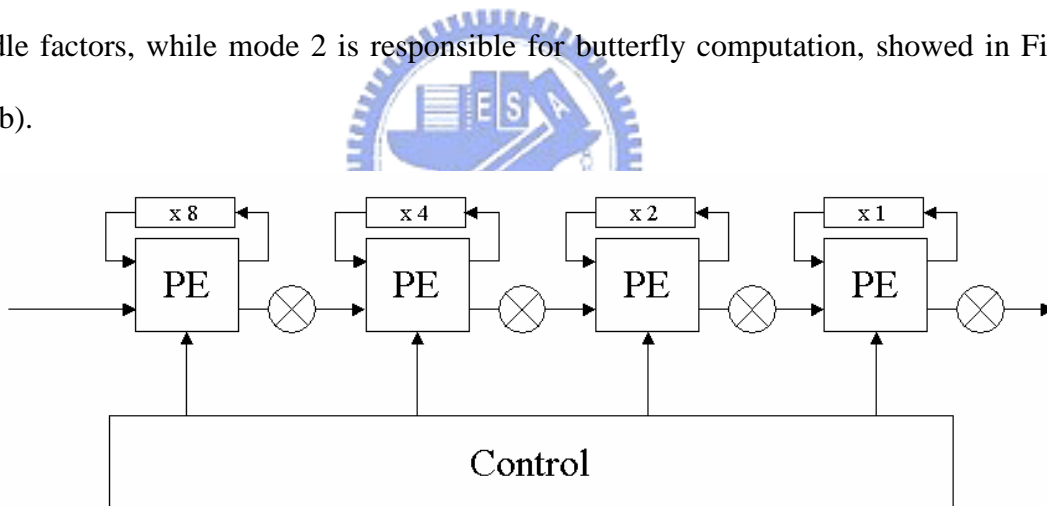 dle factors, while mode 2 is responsible for butterfly computation, showed in Fi
b).
E S A
x 8
x 4
x 2
x 1
PE
PE
PE
PE
Control